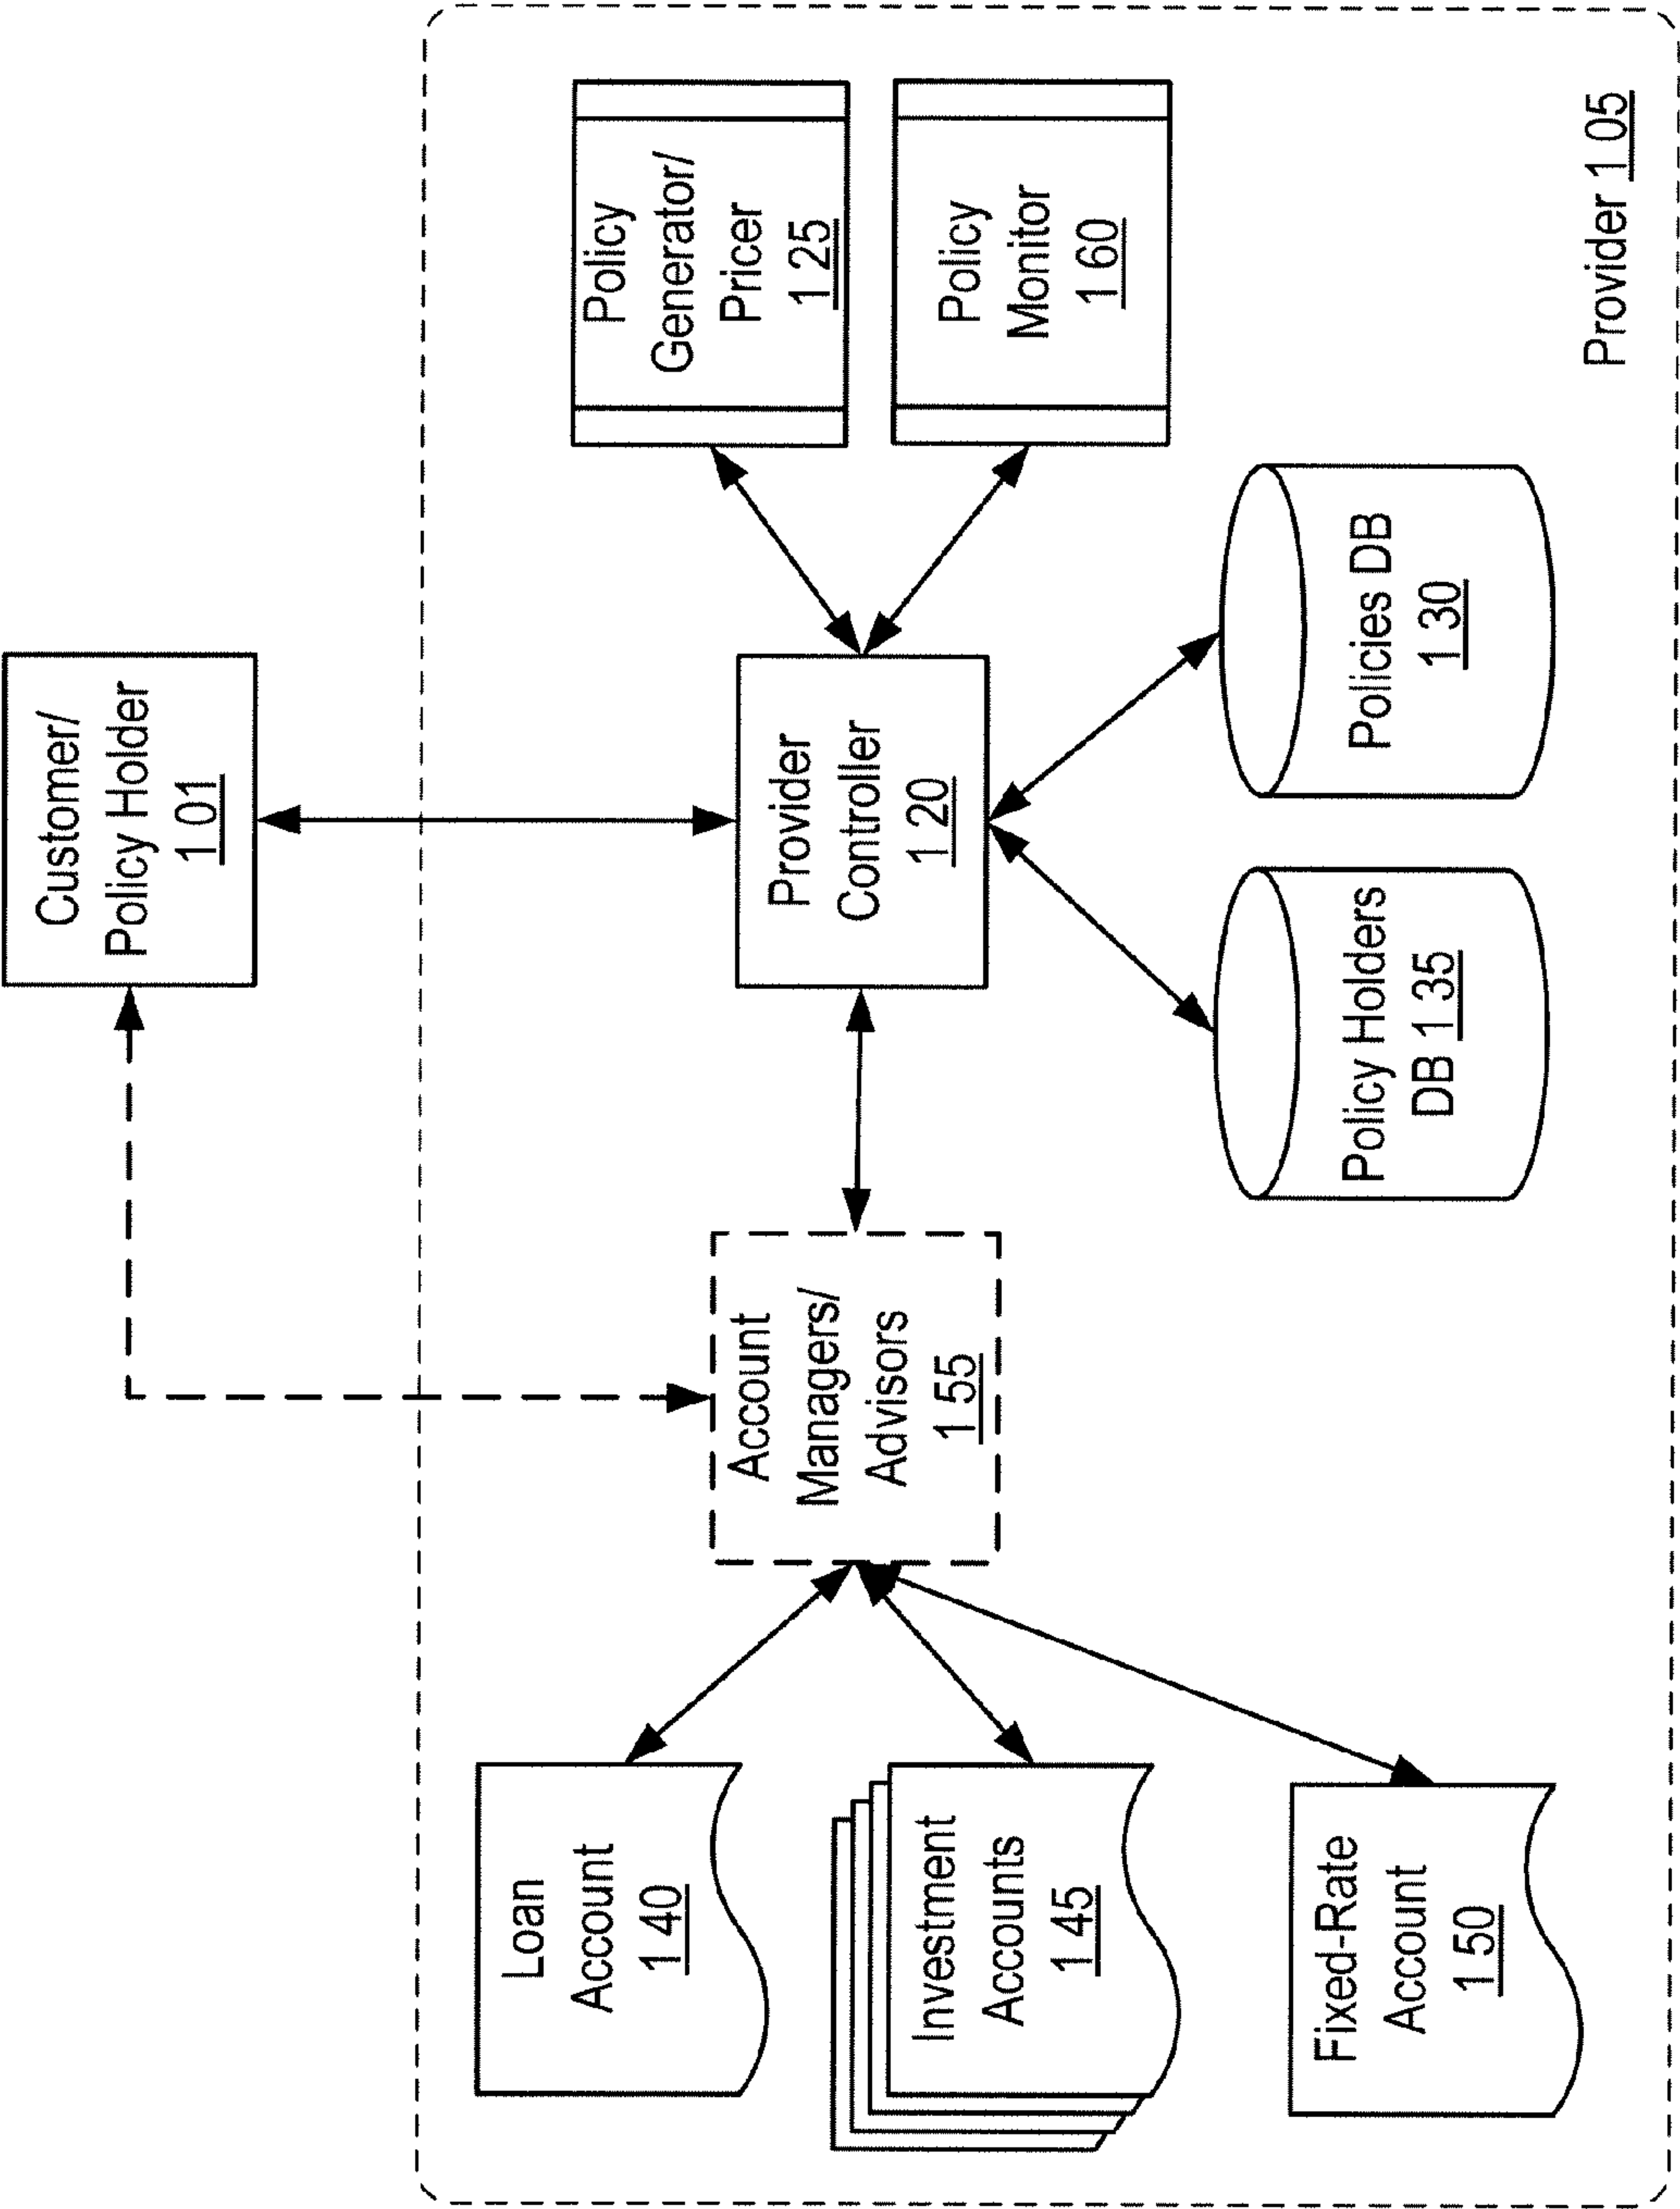 Customer/
Policy Holder
101
Loan
Account
140
Investment
Accounts
145
Fixed-Rate
Account
150
Account
Managers/
Advisors
155
Provider
Controller
120
Policy
Generator/
Pricer
125
Policy
Monitor
160
Policy Holders
DB 135
Policies DB
130
Provider 105